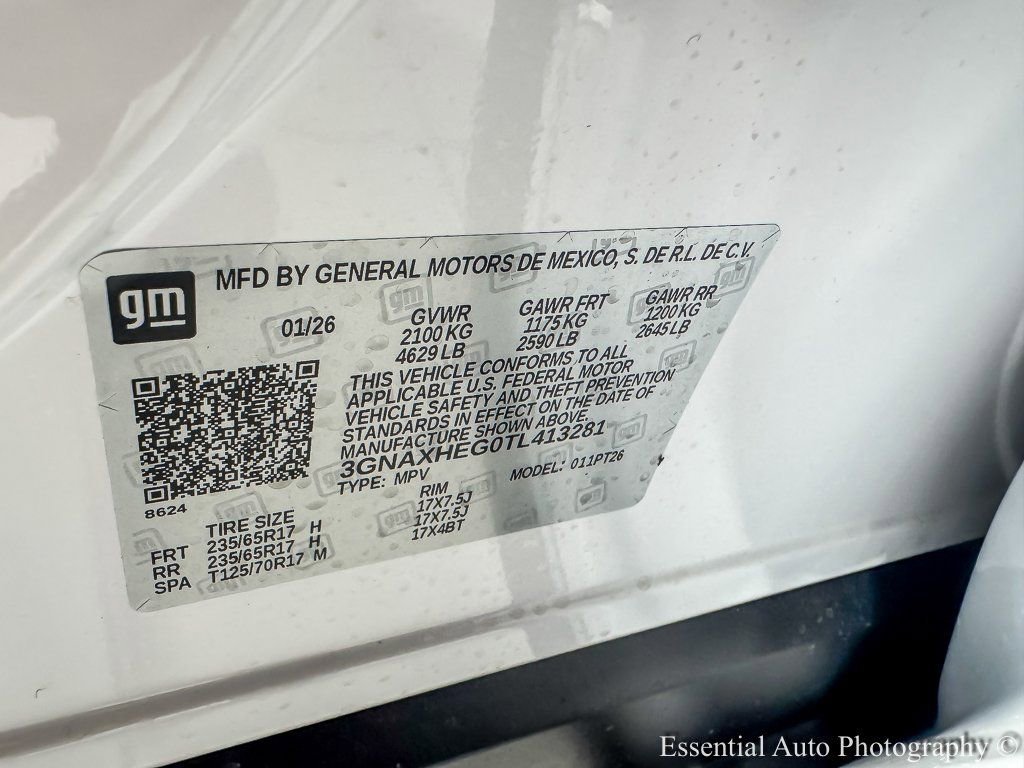 gm
MFD BY GENERAL MOTORS DE MEXICO, S. DE R.L. DE C.V.
01/26
GVWR GAWR FRT GAWR RR
2100 KG 1175 KG 1200 KG
4629 LB 2590 LB 2645 LB
THIS VEHICLE CONFORMS TO ALL
APPLICABLE U.S. FEDERAL MOTOR
VEHICLE SAFETY AND THEFT PREVENTION
STANDARDS IN EFFECT ON THE DATE OF
MANUFACTURE SHOWN ABOVE.
3GNAXHEG0TL413281
TYPE: MPV MODEL: 011PT26
8624
TIRE SIZE RIM
FRT 235/65R17 H 17X7.5J
RR 235/65R17 H 17X7.5J
SPA T125/70R17 M 17X4BT
Essential Auto Photography ©